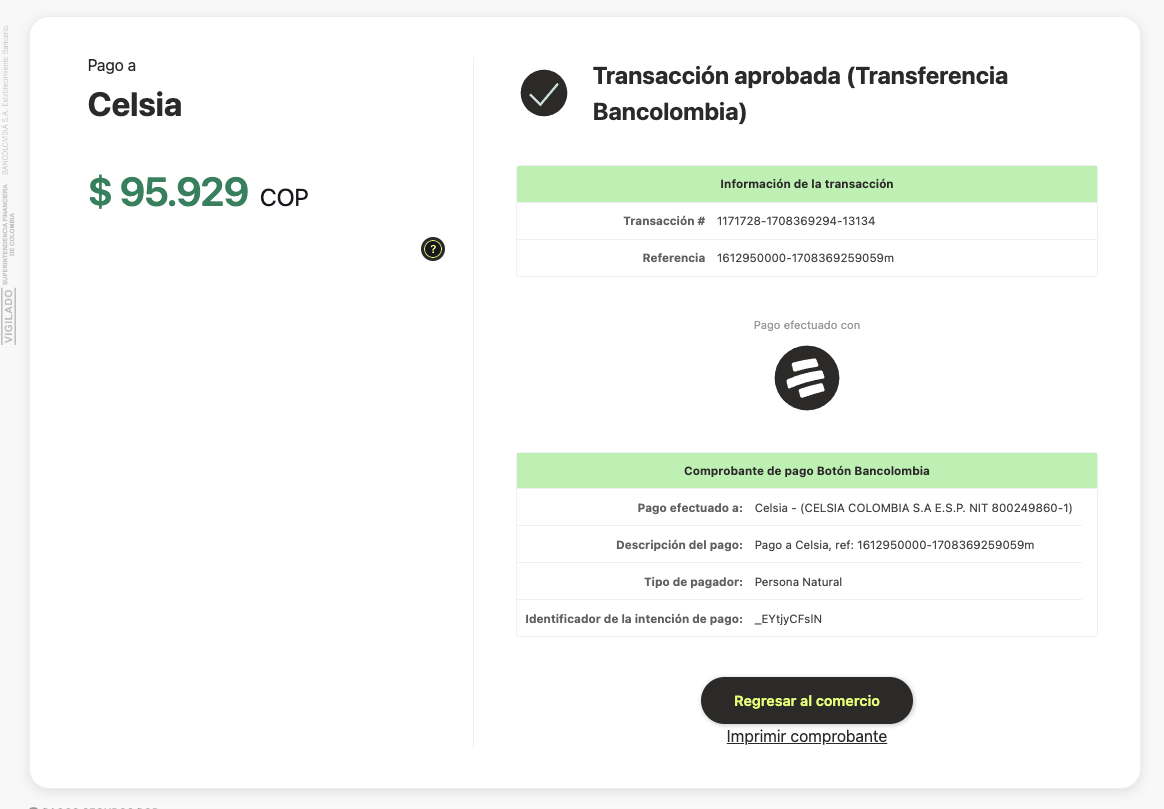 Pago a
Celsia
$ 95.929 COP
?
Transacción aprobada (Transferencia
Bancolombia)
Información de la transacción
Transacción # 1171728-1708369294-13134
Referencia 1612950000-1708369259059m
Pago efectuado con
Comprobante de pago Botón Bancolombia
Pago efectuado a: Celsia - (CELSIA COLOMBIA S.A E.S.P. NIT 800249860-1)
Descripción del pago: Pago a Celsia, ref: 1612950000-1708369259059m
Tipo de pagador: Persona Natural
Identificador de la intención de pago: _EYtjyCFsIN
Regresar al comercio
Imprimir comprobante
BANCOLOMBIA S.A. Establecimiento Bancario.
SUPERINTENDENCIA FINANCIERA
DE COLOMBIA
VIGILADO